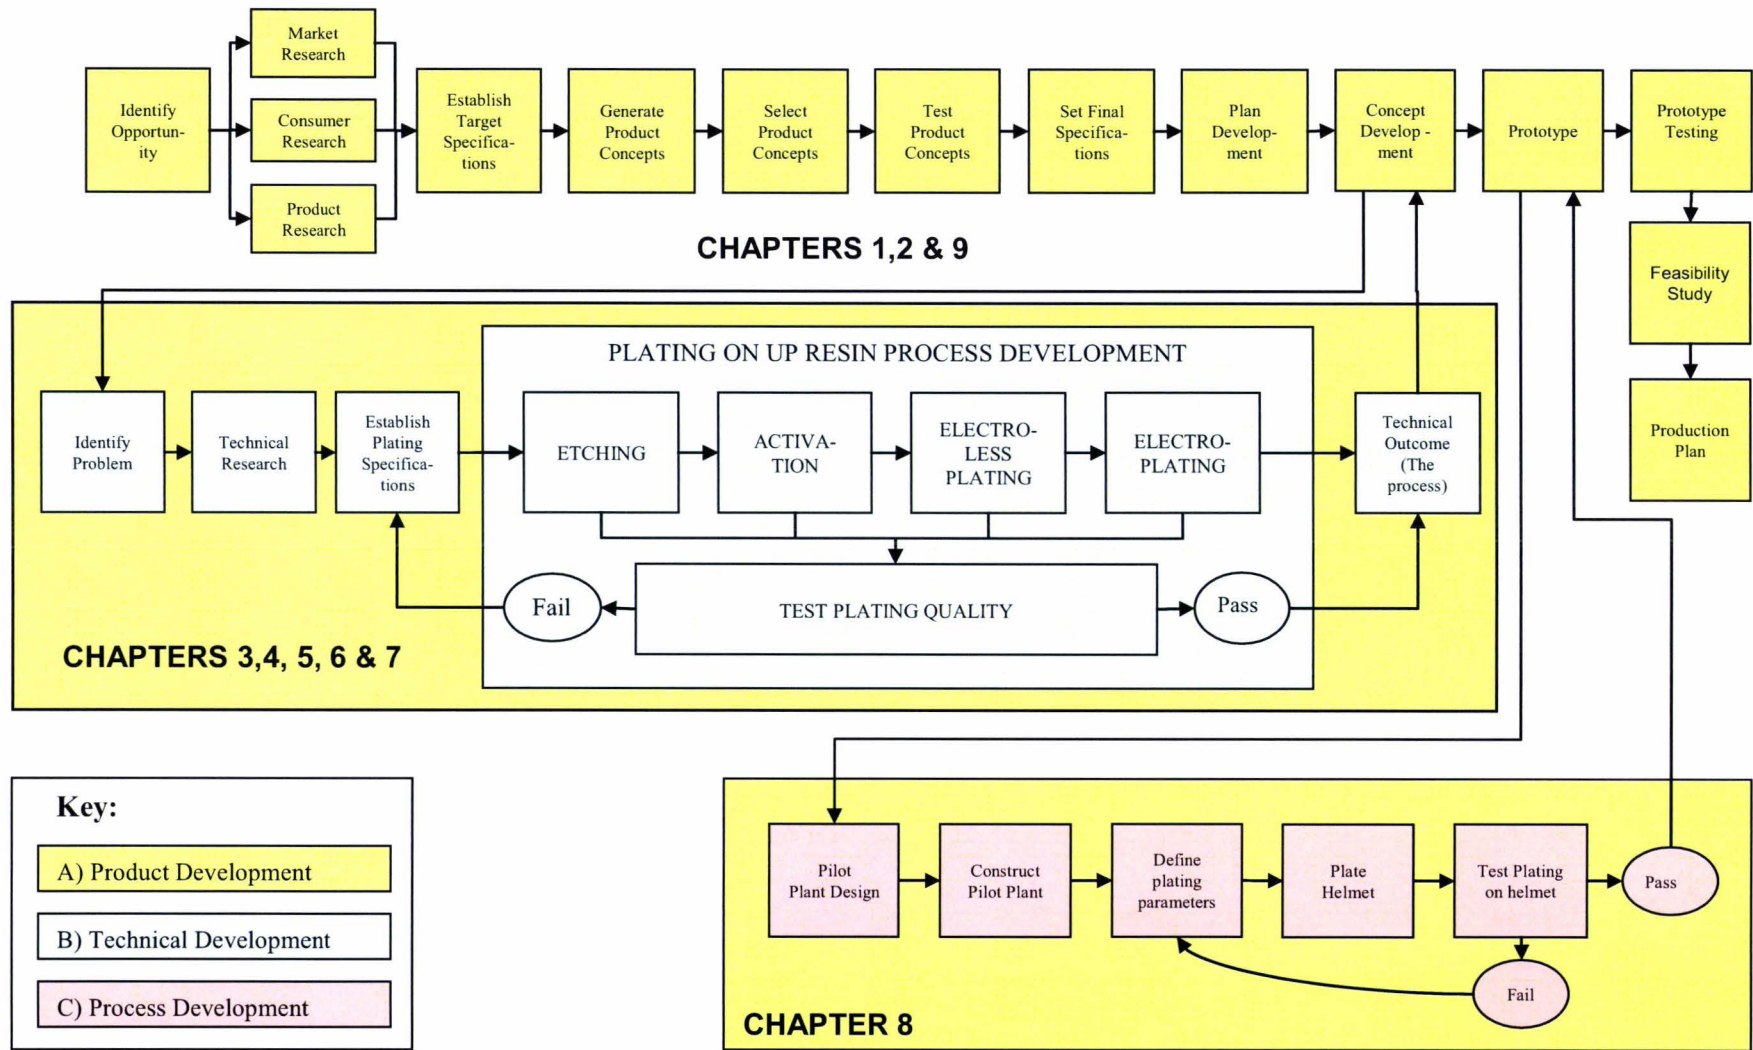 Market
Research
Identify
Opportun-
ity
Consumer
Research
Product
Research
Establish
Target
Specifica-
tions
Generate
Product
Concepts
Select
Product
Concepts
Test
Product
Concepts
Set Final
Specifica-
tions
Plan
Develop-
ment
Concept
Develop -
ment
Prototype
Prototype
Testing
Feasibility
Study
Production
Plan
CHAPTERS 1,2 & 9
PLATING ON UP RESIN PROCESS DEVELOPMENT
Identify
Problem
Technical
Research
Establish
Plating
Specifica-
tions
ETCHING
ACTIVA-
TION
ELECTRO-
LESS
PLATING
ELECTRO-
PLATING
Technical
Outcome
(The
process)
Fail
TEST PLATING QUALITY
Pass
CHAPTERS 3,4, 5, 6 & 7
Key:
A) Product Development
B) Technical Development
C) Process Development
Pilot
Plant Design
Construct
Pilot Plant
Define
plating
parameters
Plate
Helmet
Test Plating
on helmet
Pass
Fail
CHAPTER 8